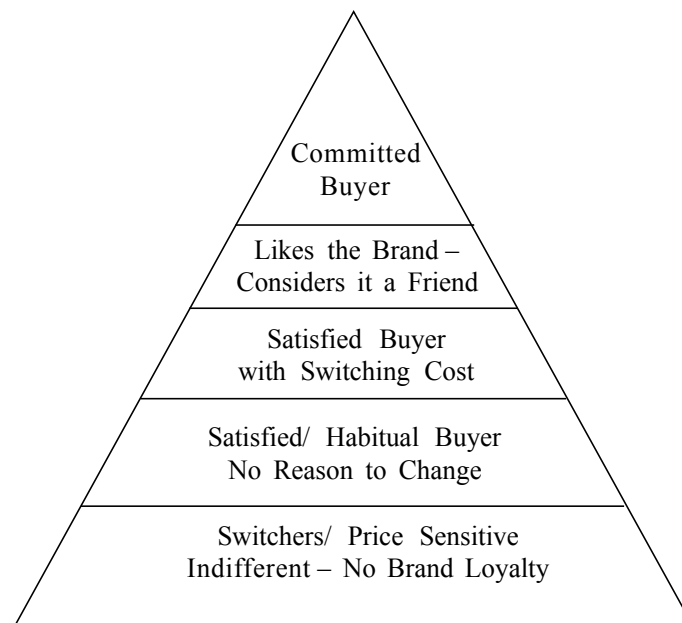 Committed
Buyer
Likes the Brand –
Considers it a Friend
Satisfied Buyer
with Switching Cost
Satisfied/ Habitual Buyer
No Reason to Change
Switchers/ Price Sensitive
Indifferent – No Brand Loyalty